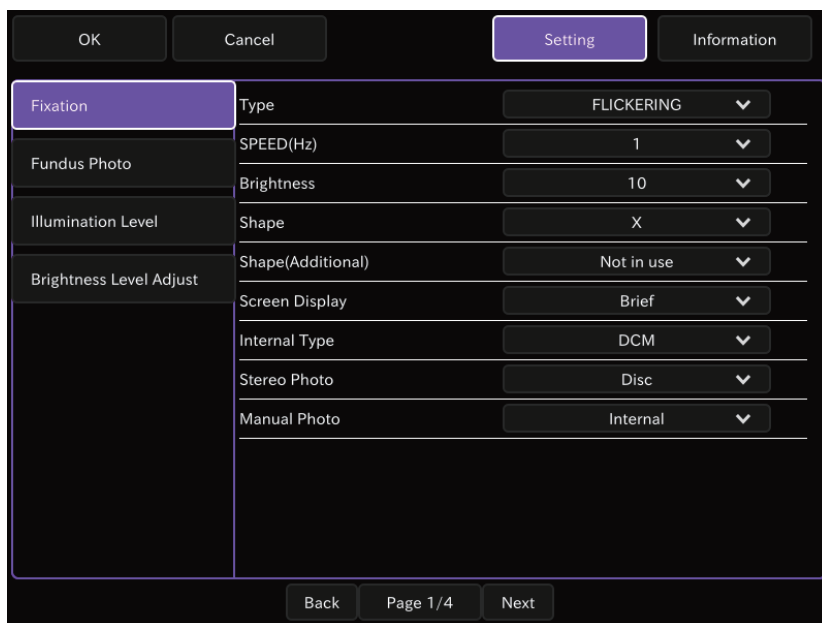 OK Cancel Setting Information
Fixation
Fundus Photo
Illumination Level
Brightness Level Adjust
Type FLICKERING
SPEED(Hz) 1
Brightness 10
Shape X
Shape(Additional) Not in use
Screen Display Brief
Internal Type DCM
Stereo Photo Disc
Manual Photo Internal
Back Page 1/4 Next